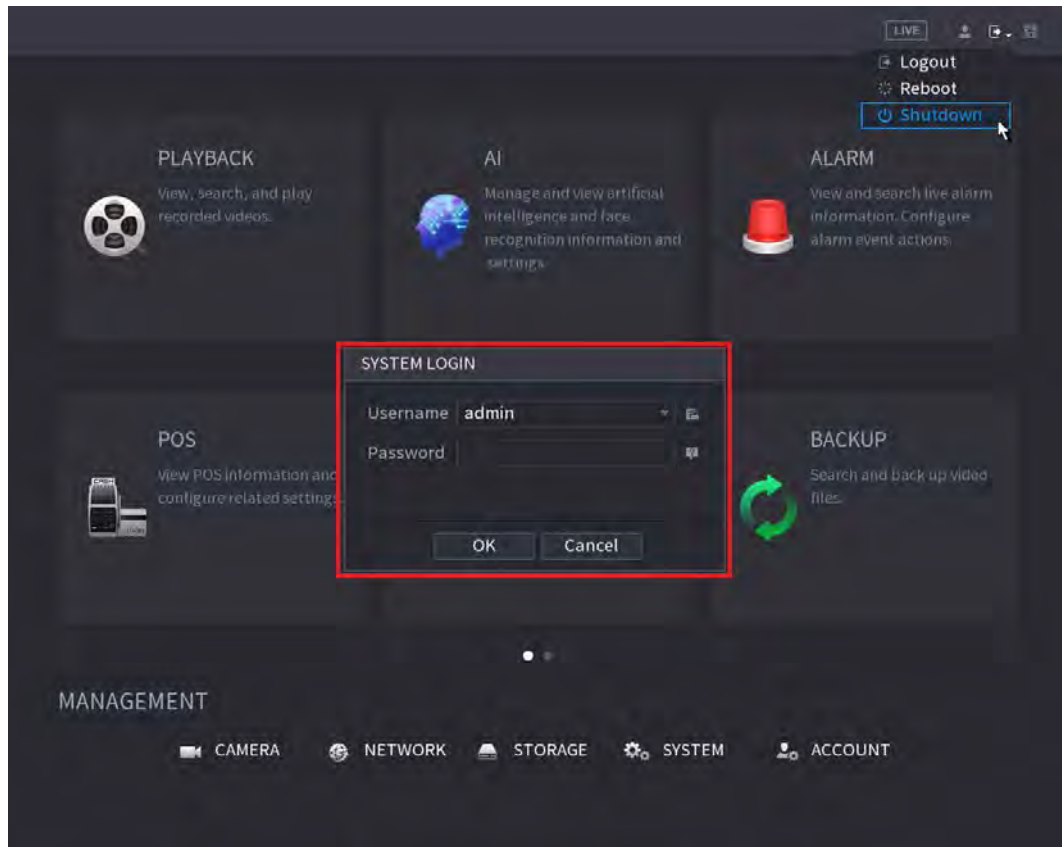 LIVE
Logout
Reboot
Shutdown
PLAYBACK
View, search, and play
recorded videos.
AI
Manage and view artificial
intelligence and face
recognition information and
settings.
ALARM
View and search live alarm
information. Configure
alarm event actions.
SYSTEM LOGIN
Username admin
Password
OK Cancel
POS
View POS information and
configure related settings.
BACKUP
Search and back up video
files.
MANAGEMENT
CAMERA NETWORK STORAGE SYSTEM ACCOUNT